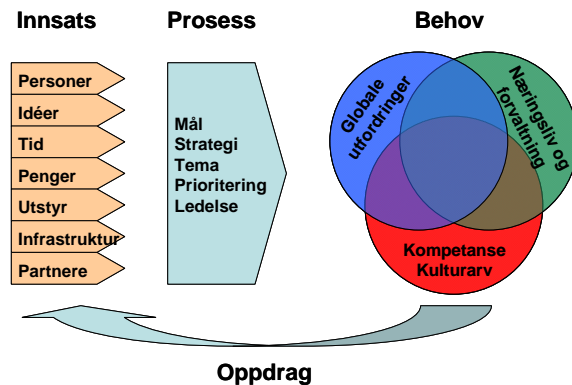 Innsats
Prosess
Behov
Personer
Idéer
Tid
Penger
Utstyr
Infrastruktur
Partnere
Mål
Strategi
Tema
Prioritering
Ledelse
Globale
utfordringer
Næringsliv og
forvaltning
Kompetanse
Kulturarv
Oppdrag